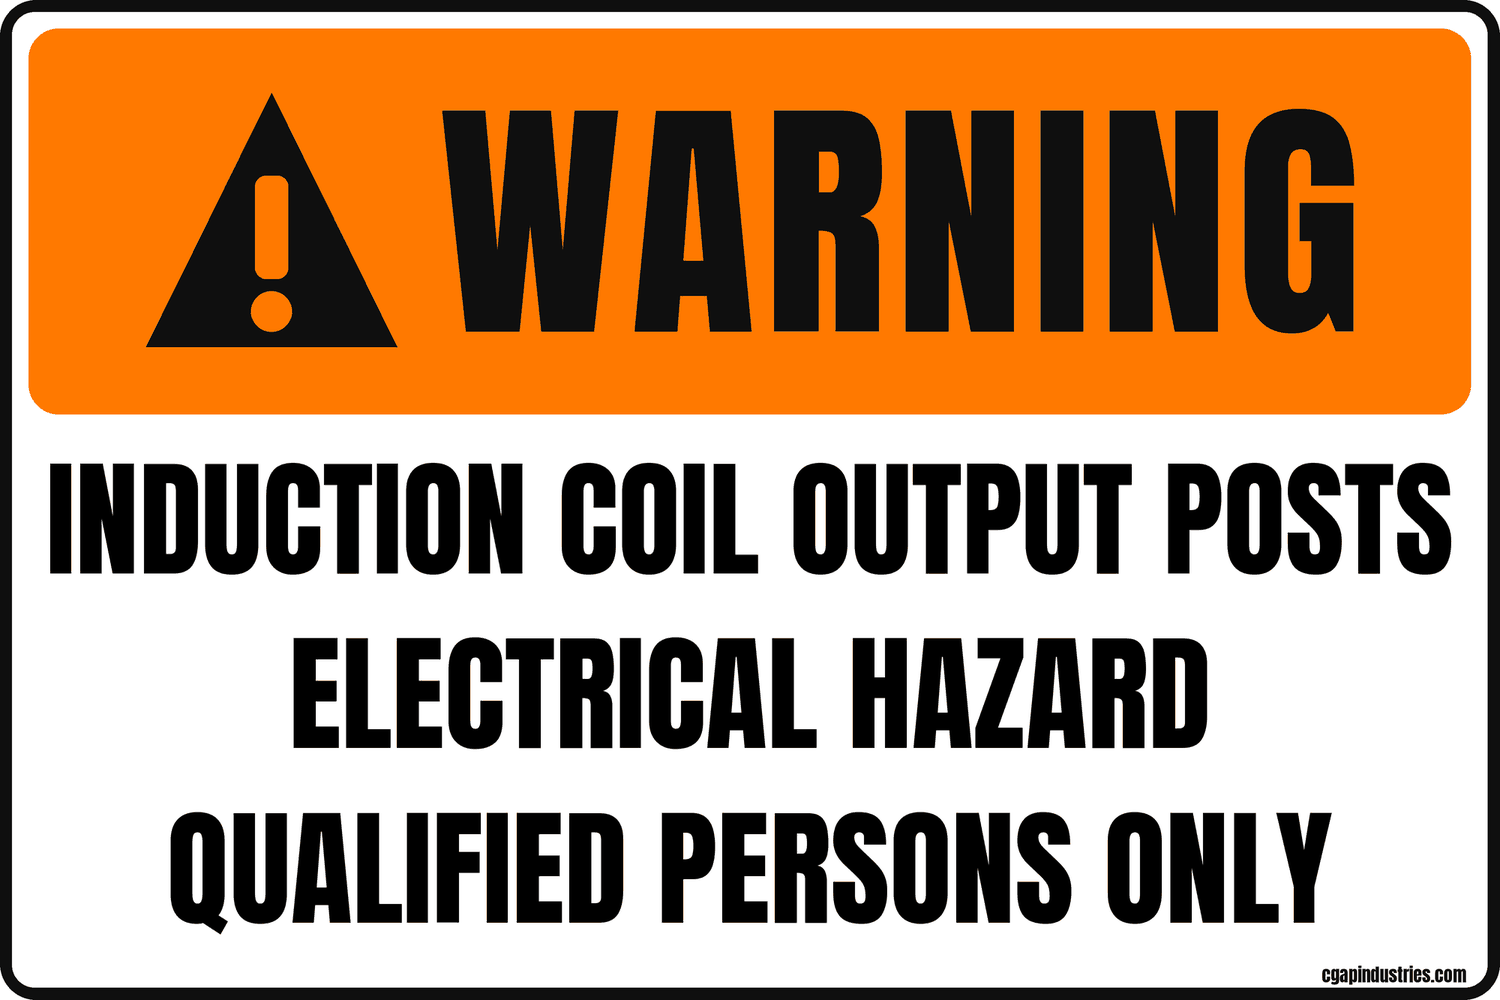 WARNING
INDUCTION COIL OUTPUT POSTS
ELECTRICAL HAZARD
QUALIFIED PERSONS ONLY
cgapindustries.com